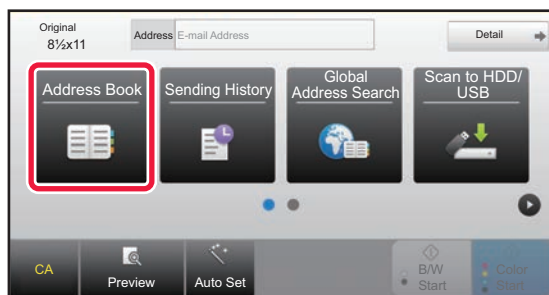 Original
8½x11
Address
E-mail Address
Detail
Address Book
Sending History
Global
Address Search
Scan to HDD/
USB
CA
Preview
Auto Set
B/W
Start
Color
Start